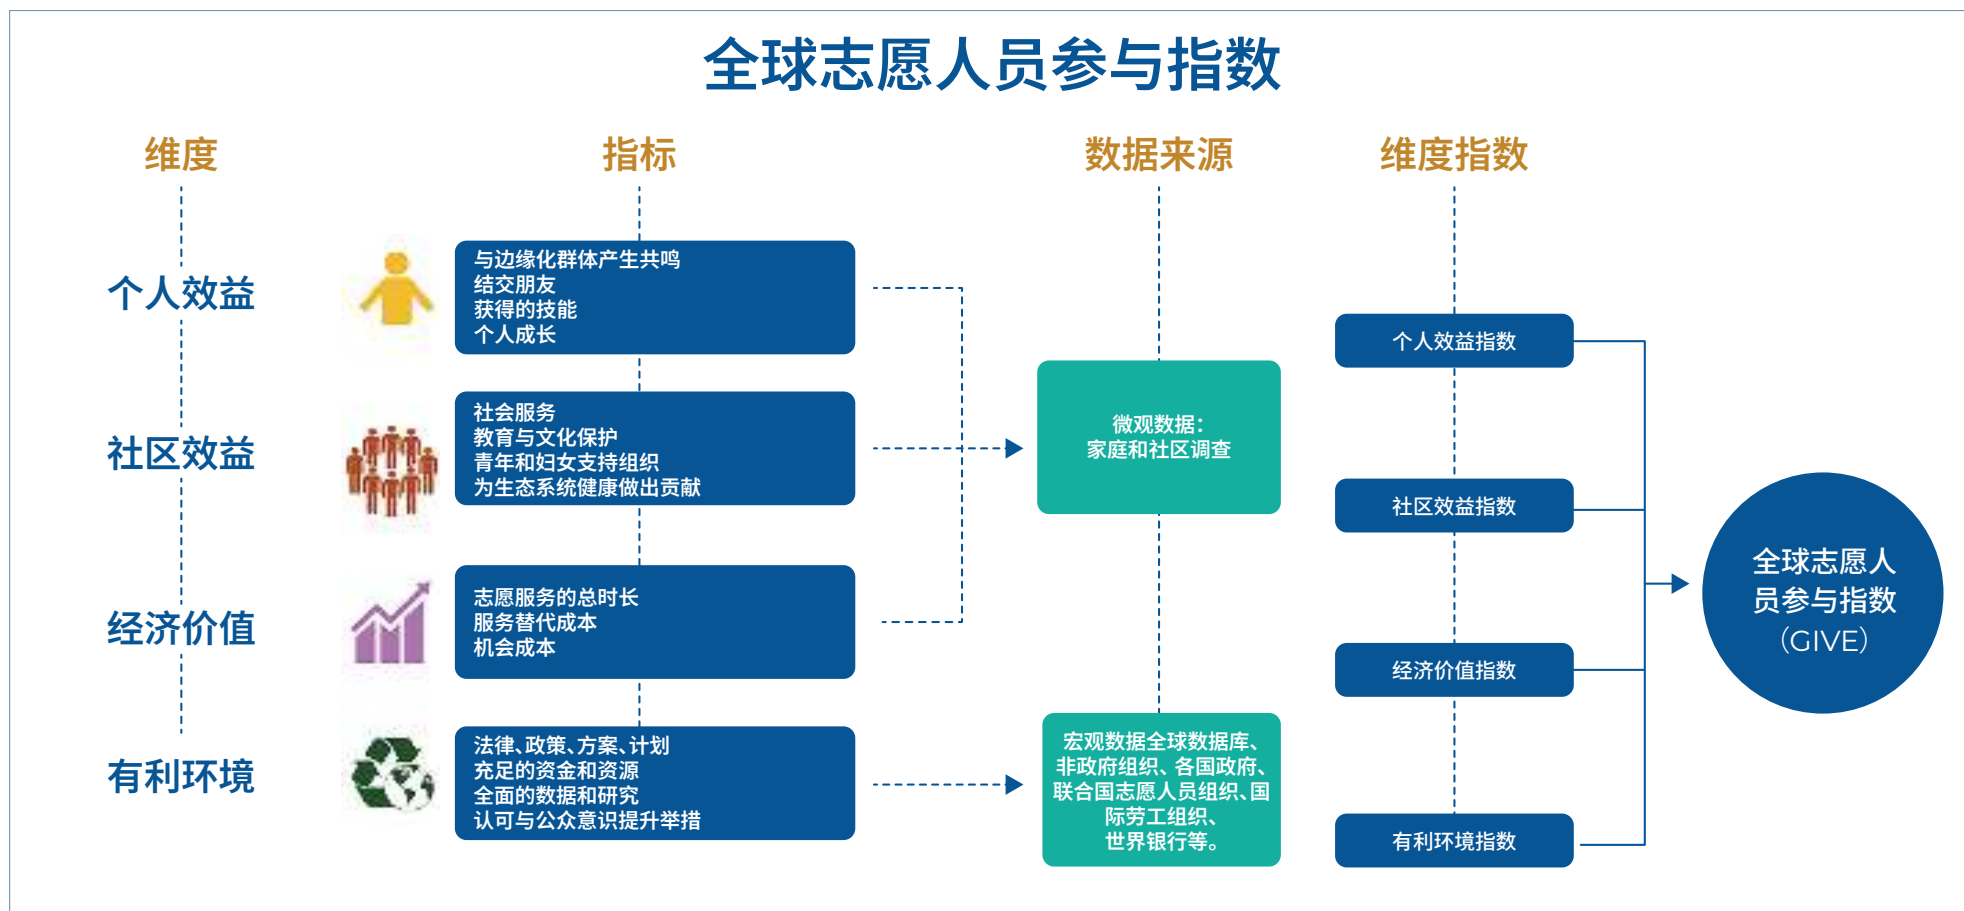 全球志愿人员参与指数
维度
指标
数据来源
维度指数
个人效益
与边缘化群体产生共鸣
结交朋友
获得的技能
个人成长
社区效益
社会服务
教育与文化保护
青年和妇女支持组织
为生态系统健康做出贡献
经济价值
志愿服务的总时长
服务替代成本
机会成本
有利环境
法律、政策、方案、计划
充足的资金和资源
全面的数据和研究
认可与公众意识提升举措
微观数据：
家庭和社区调查
宏观数据全球数据库、
非政府组织、各国政府、
联合国志愿人员组织、国
际劳工组织、
世界银行等。
个人效益指数
社区效益指数
经济价值指数
有利环境指数
全球志愿人
员参与指数
（GIVE）